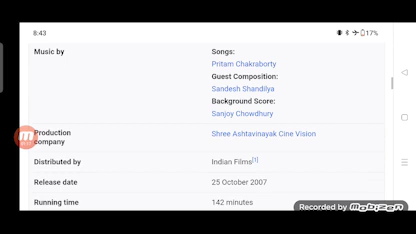 8:43
17%
Music by
Songs:
Pritam Chakraborty
Guest Composition:
Sandesh Shandilya
Background Score:
Sanjoy Chowdhury
Production company
Shree Ashtavinayak Cine Vision
Distributed by
Indian Films[1]
Release date
25 October 2007
Running time
142 minutes
Recorded by Mobizen